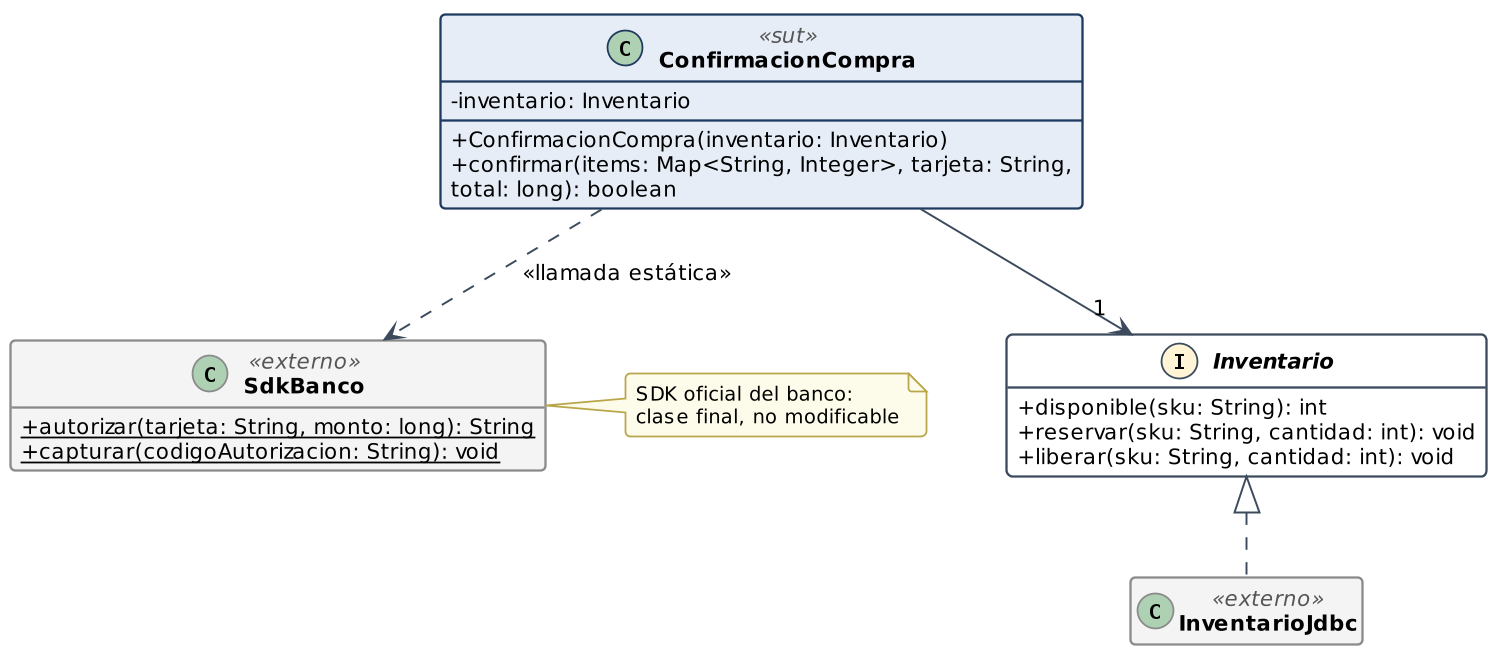 «sut»
C
ConfirmacionCompra
-inventario: Inventario
+ConfirmacionCompra(inventario: Inventario)
+confirmar(items: Map<String, Integer>, tarjeta: String,
total: long): boolean
«llamada estática»
1
«externo»
C
SdkBanco
+autorizar(tarjeta: String, monto: long): String
+capturar(codigoAutorizacion: String): void
SDK oficial del banco:
clase final, no modificable
I
Inventario
+disponible(sku: String): int
+reservar(sku: String, cantidad: int): void
+liberar(sku: String, cantidad: int): void
«externo»
C
InventarioJdbc